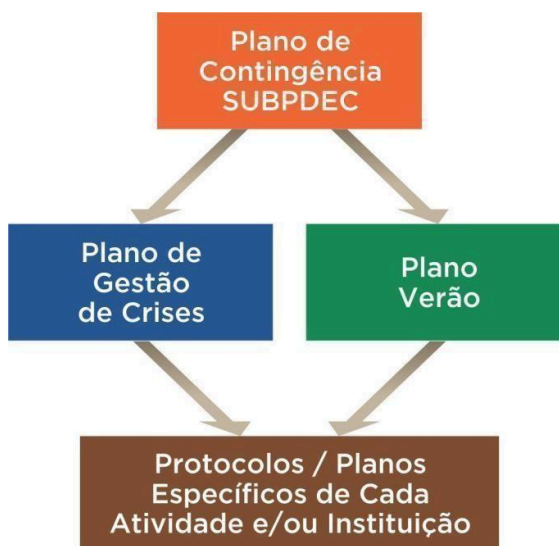 Plano de
Contingência
SUBPDEC
Plano de
Gestão
de Crises
Plano
Verão
Protocolos / Planos
Específicos de Cada
Atividade e/ou Instituição